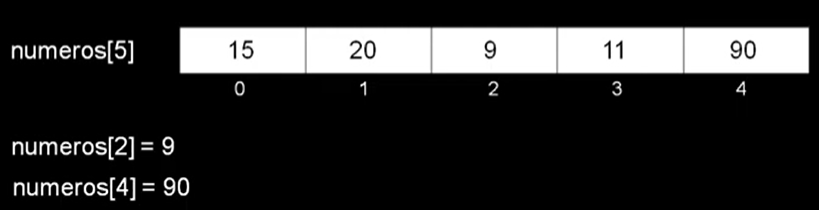 numeros[5] 15 20 9 11 90
0 1 2 3 4
numeros[2] = 9
numeros[4] = 90